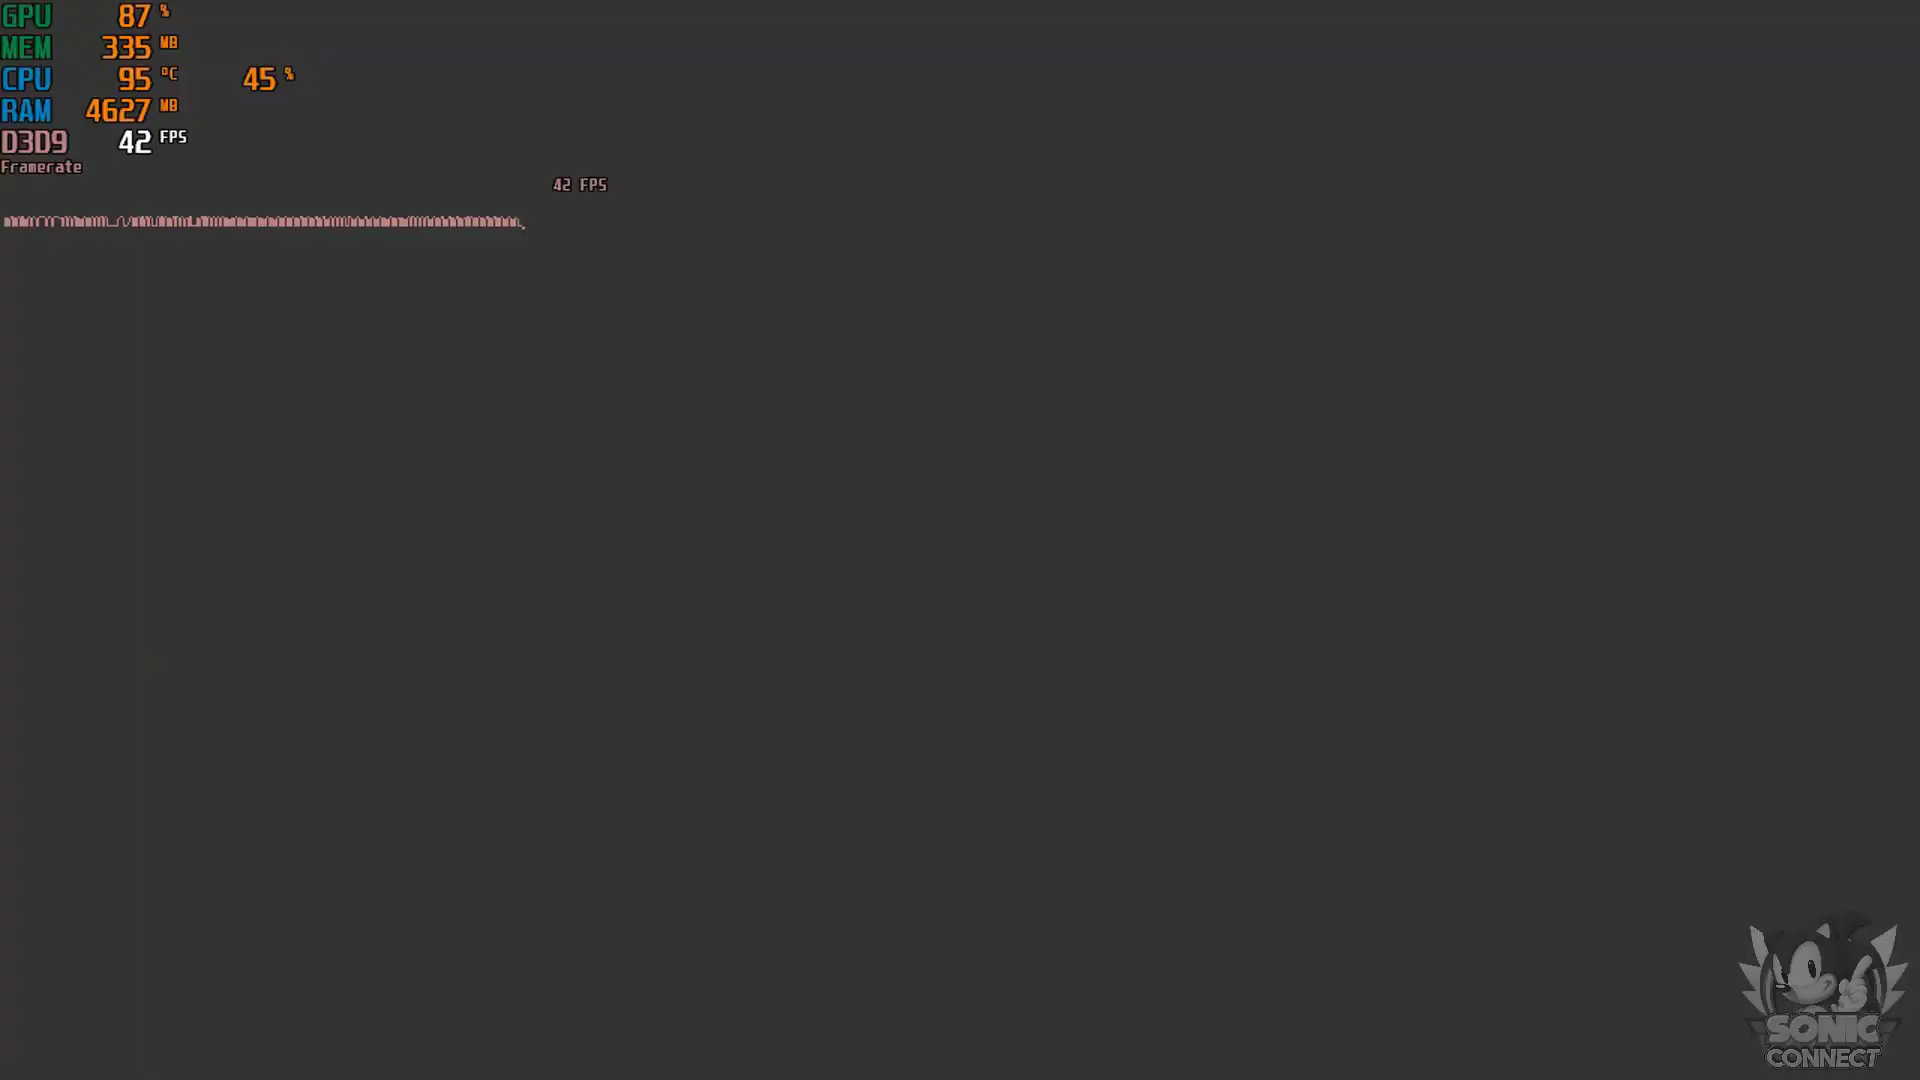 GPU 87 %
MEM 335 MB
CPU 95 °C 45 %
RAM 4627 MB
D3D9 42 FPS
Framerate
42 FPS
SONIC
CONNECT